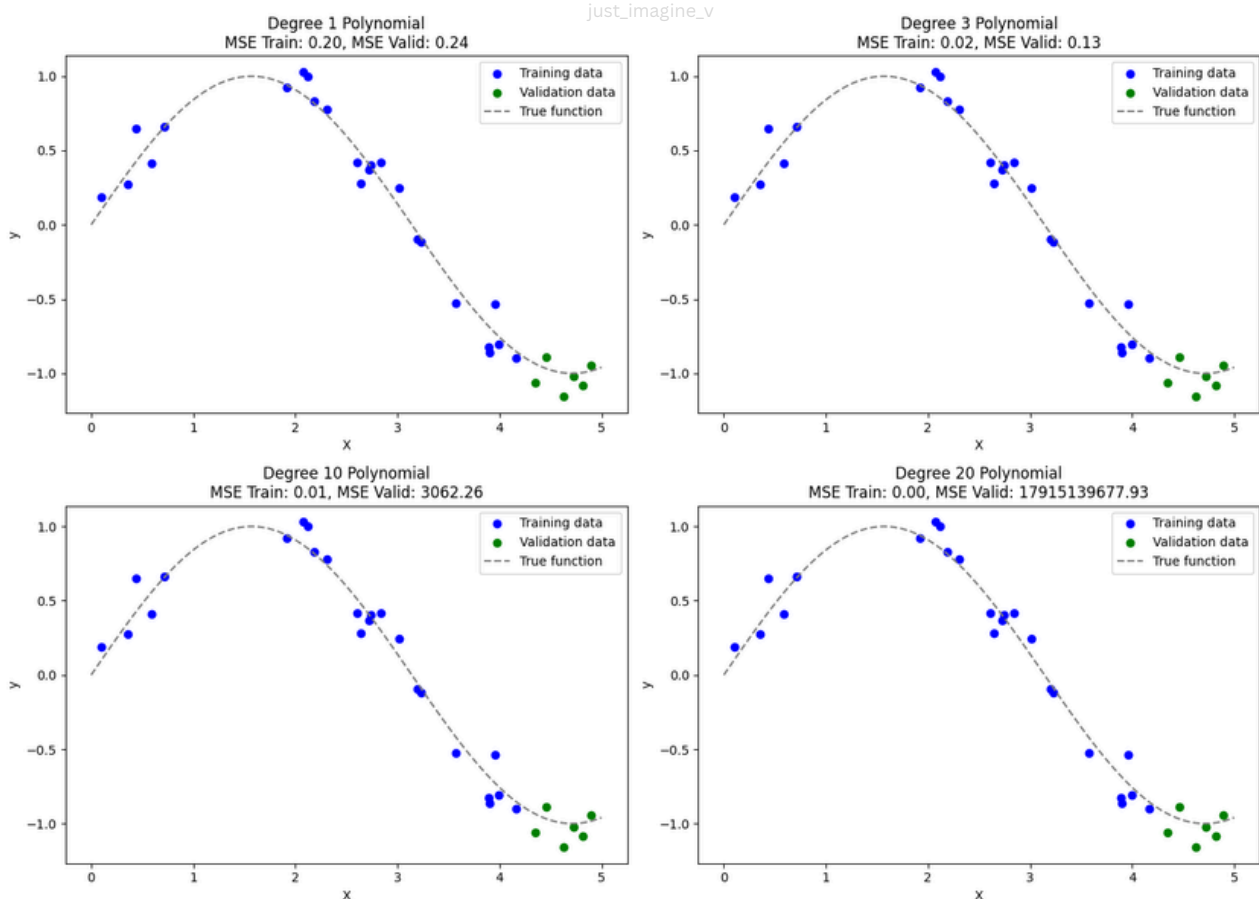 just_imagine_v
Degree 1 Polynomial
MSE Train: 0.20, MSE Valid: 0.24
1.0
0.5
0.0
−0.5
−1.0
y
0 1 2 3 4 5
X
Training data
Validation data
True function
Degree 3 Polynomial
MSE Train: 0.02, MSE Valid: 0.13
1.0
0.5
0.0
−0.5
−1.0
y
0 1 2 3 4 5
X
Training data
Validation data
True function
Degree 10 Polynomial
MSE Train: 0.01, MSE Valid: 3062.26
1.0
0.5
0.0
−0.5
−1.0
y
0 1 2 3 4 5
X
Training data
Validation data
True function
Degree 20 Polynomial
MSE Train: 0.00, MSE Valid: 17915139677.93
1.0
0.5
0.0
−0.5
−1.0
y
0 1 2 3 4 5
X
Training data
Validation data
True function